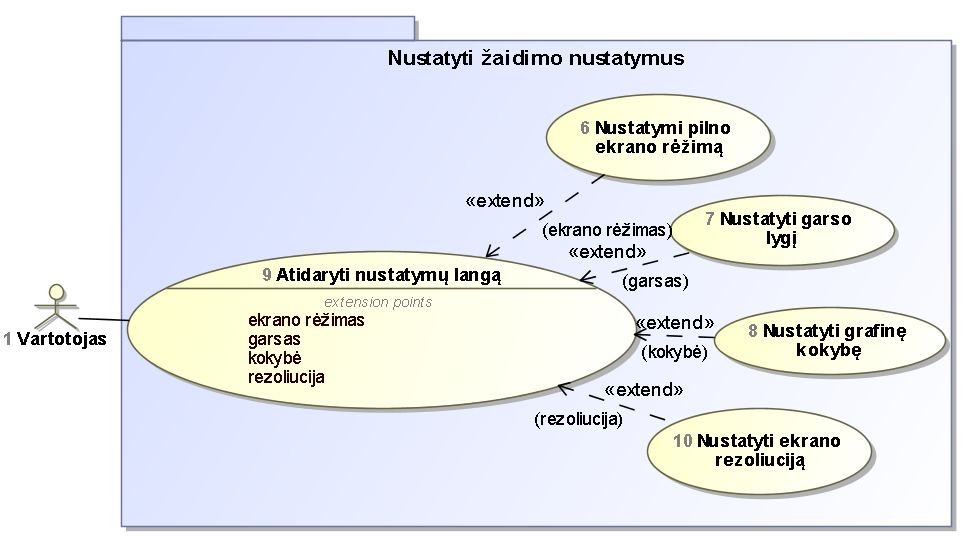 Nustatyti žaidimo nustatymus
6 Nustatymi pilno
ekrano rėžimą
«extend»
(ekrano rėžimas)
7 Nustatyti garso
lygį
«extend»
(garsas)
9 Atidaryti nustatymų langą
extension points
ekrano rėžimas
garsas
kokybė
rezoliucija
1 Vartotojas
«extend»
(kokybė)
8 Nustatyti grafinę
kokybę
«extend»
(rezoliucija)
10 Nustatyti ekrano
rezoliuciją